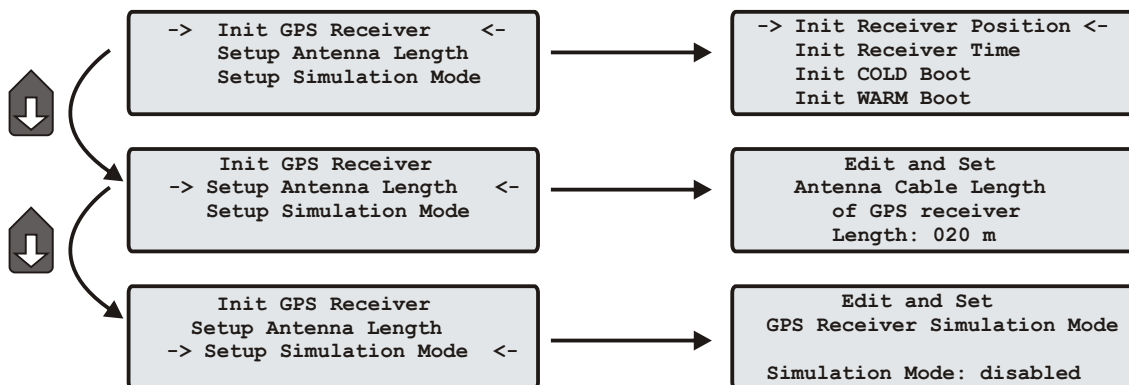 -> Init GPS Receiver <-
Setup Antenna Length
Setup Simulation Mode
-> Init Receiver Position <-
Init Receiver Time
Init COLD Boot
Init WARM Boot
Init GPS Receiver
-> Setup Antenna Length <-
Setup Simulation Mode
Edit and Set
Antenna Cable Length
of GPS receiver
Length: 020 m
Init GPS Receiver
Setup Antenna Length
-> Setup Simulation Mode <-
Edit and Set
GPS Receiver Simulation Mode
Simulation Mode: disabled